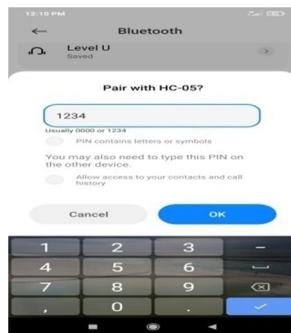 12:10 PM
Bluetooth
Level U
Saved
Pair with HC-05?
1234
Usually 0000 or 1234
PIN contains letters or symbols
You may also need to type this PIN on
the other device.
Allow access to your contacts and call
history
Cancel OK
1 2 3 -
4 5 6
7 8 9
, 0 .